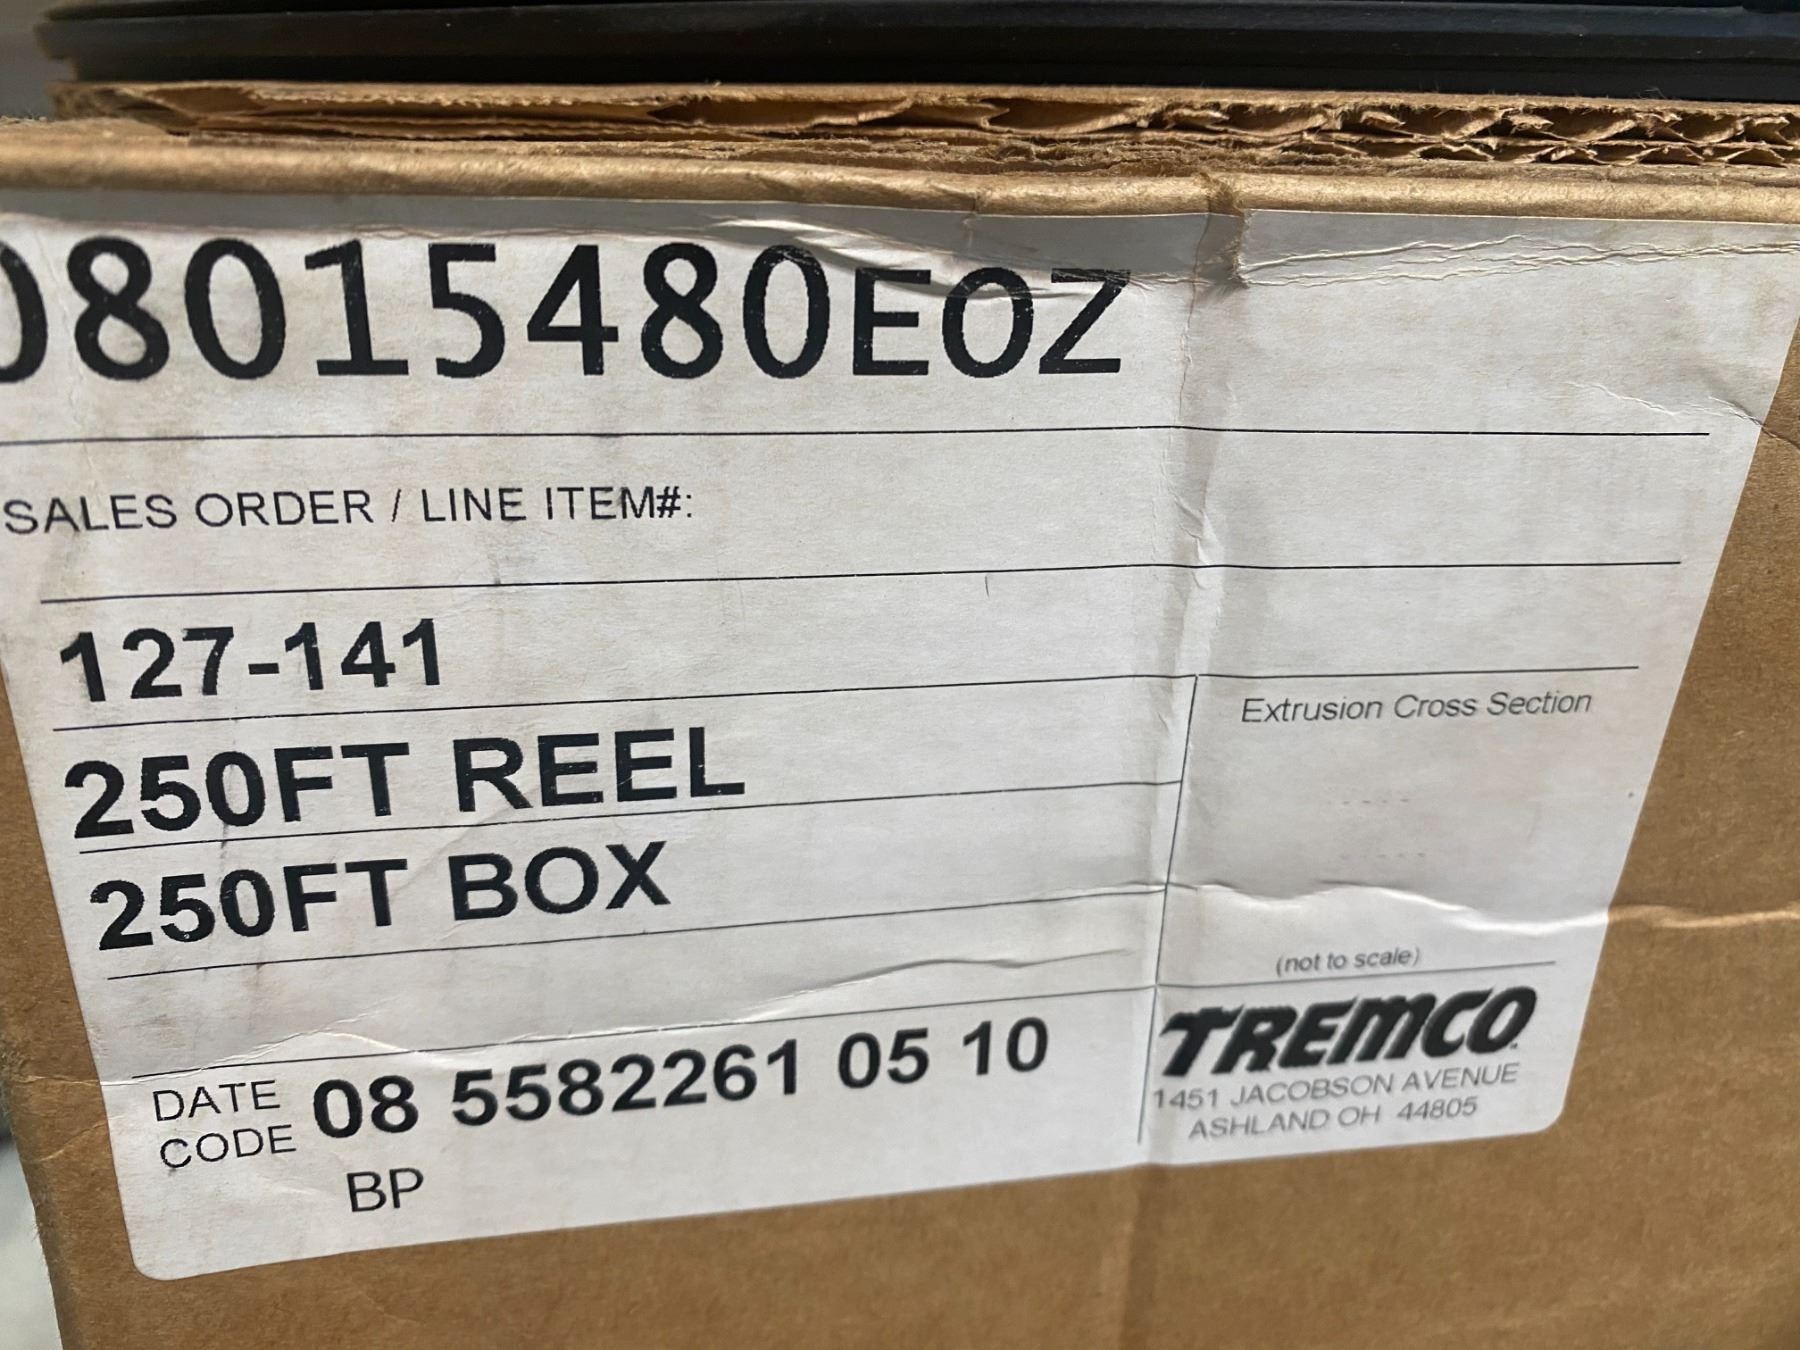 08015480EOZ
SALES ORDER / LINE ITEM#:
127-141
250FT REEL
250FT BOX
Extrusion Cross Section
(not to scale)
DATE CODE 08 5582261 05 10
BP
TREMCO
1451 JACOBSON AVENUE
ASHLAND OH 44805